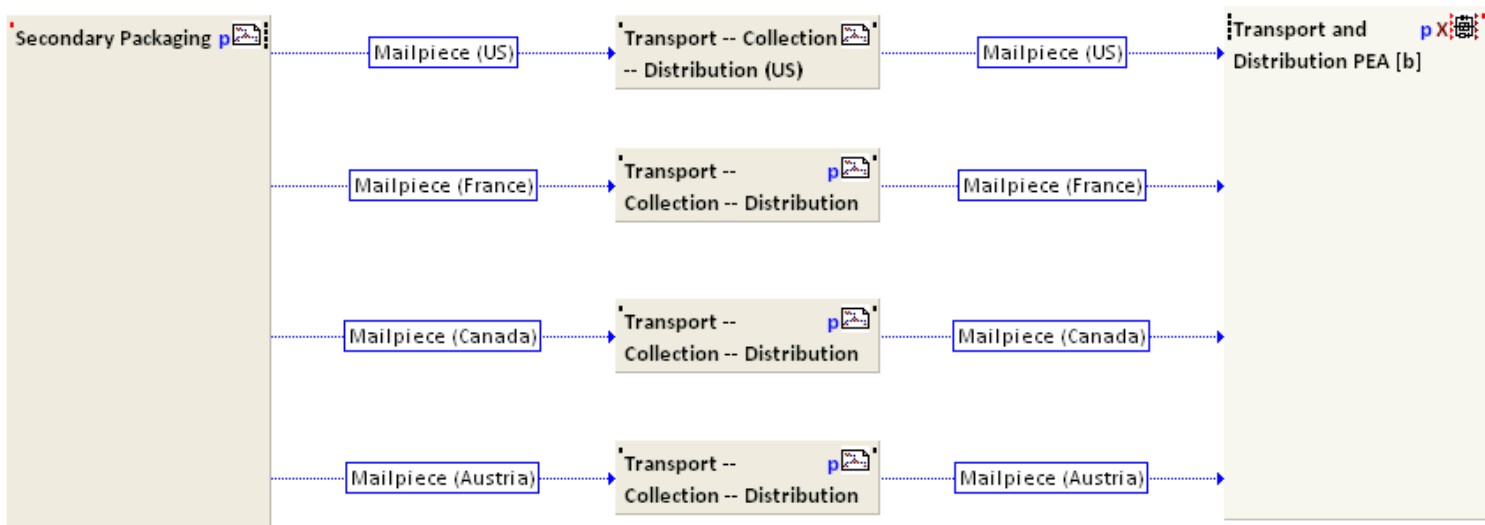 Secondary Packaging p
Mailpiece (US)
Transport -- Collection
-- Distribution (US)
Mailpiece (US)
Transport and p X
Distribution PEA [b]
Mailpiece (France)
Transport -- p
Collection -- Distribution
Mailpiece (France)
Mailpiece (Canada)
Transport -- p
Collection -- Distribution
Mailpiece (Canada)
Mailpiece (Austria)
Transport -- p
Collection -- Distribution
Mailpiece (Austria)